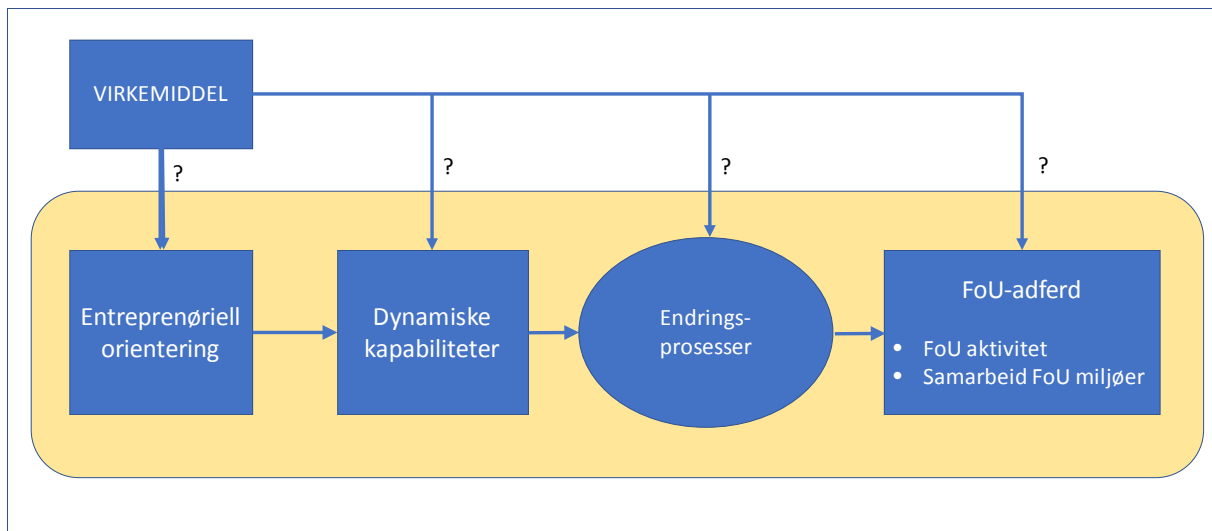 VIRKEMIDDEL
?
?
?
?
Entreprenøriell
orientering
Dynamiske
kapabiliteter
Endrings-
prosesser
FoU-adferd
• FoU aktivitet
• Samarbeid FoU miljøer